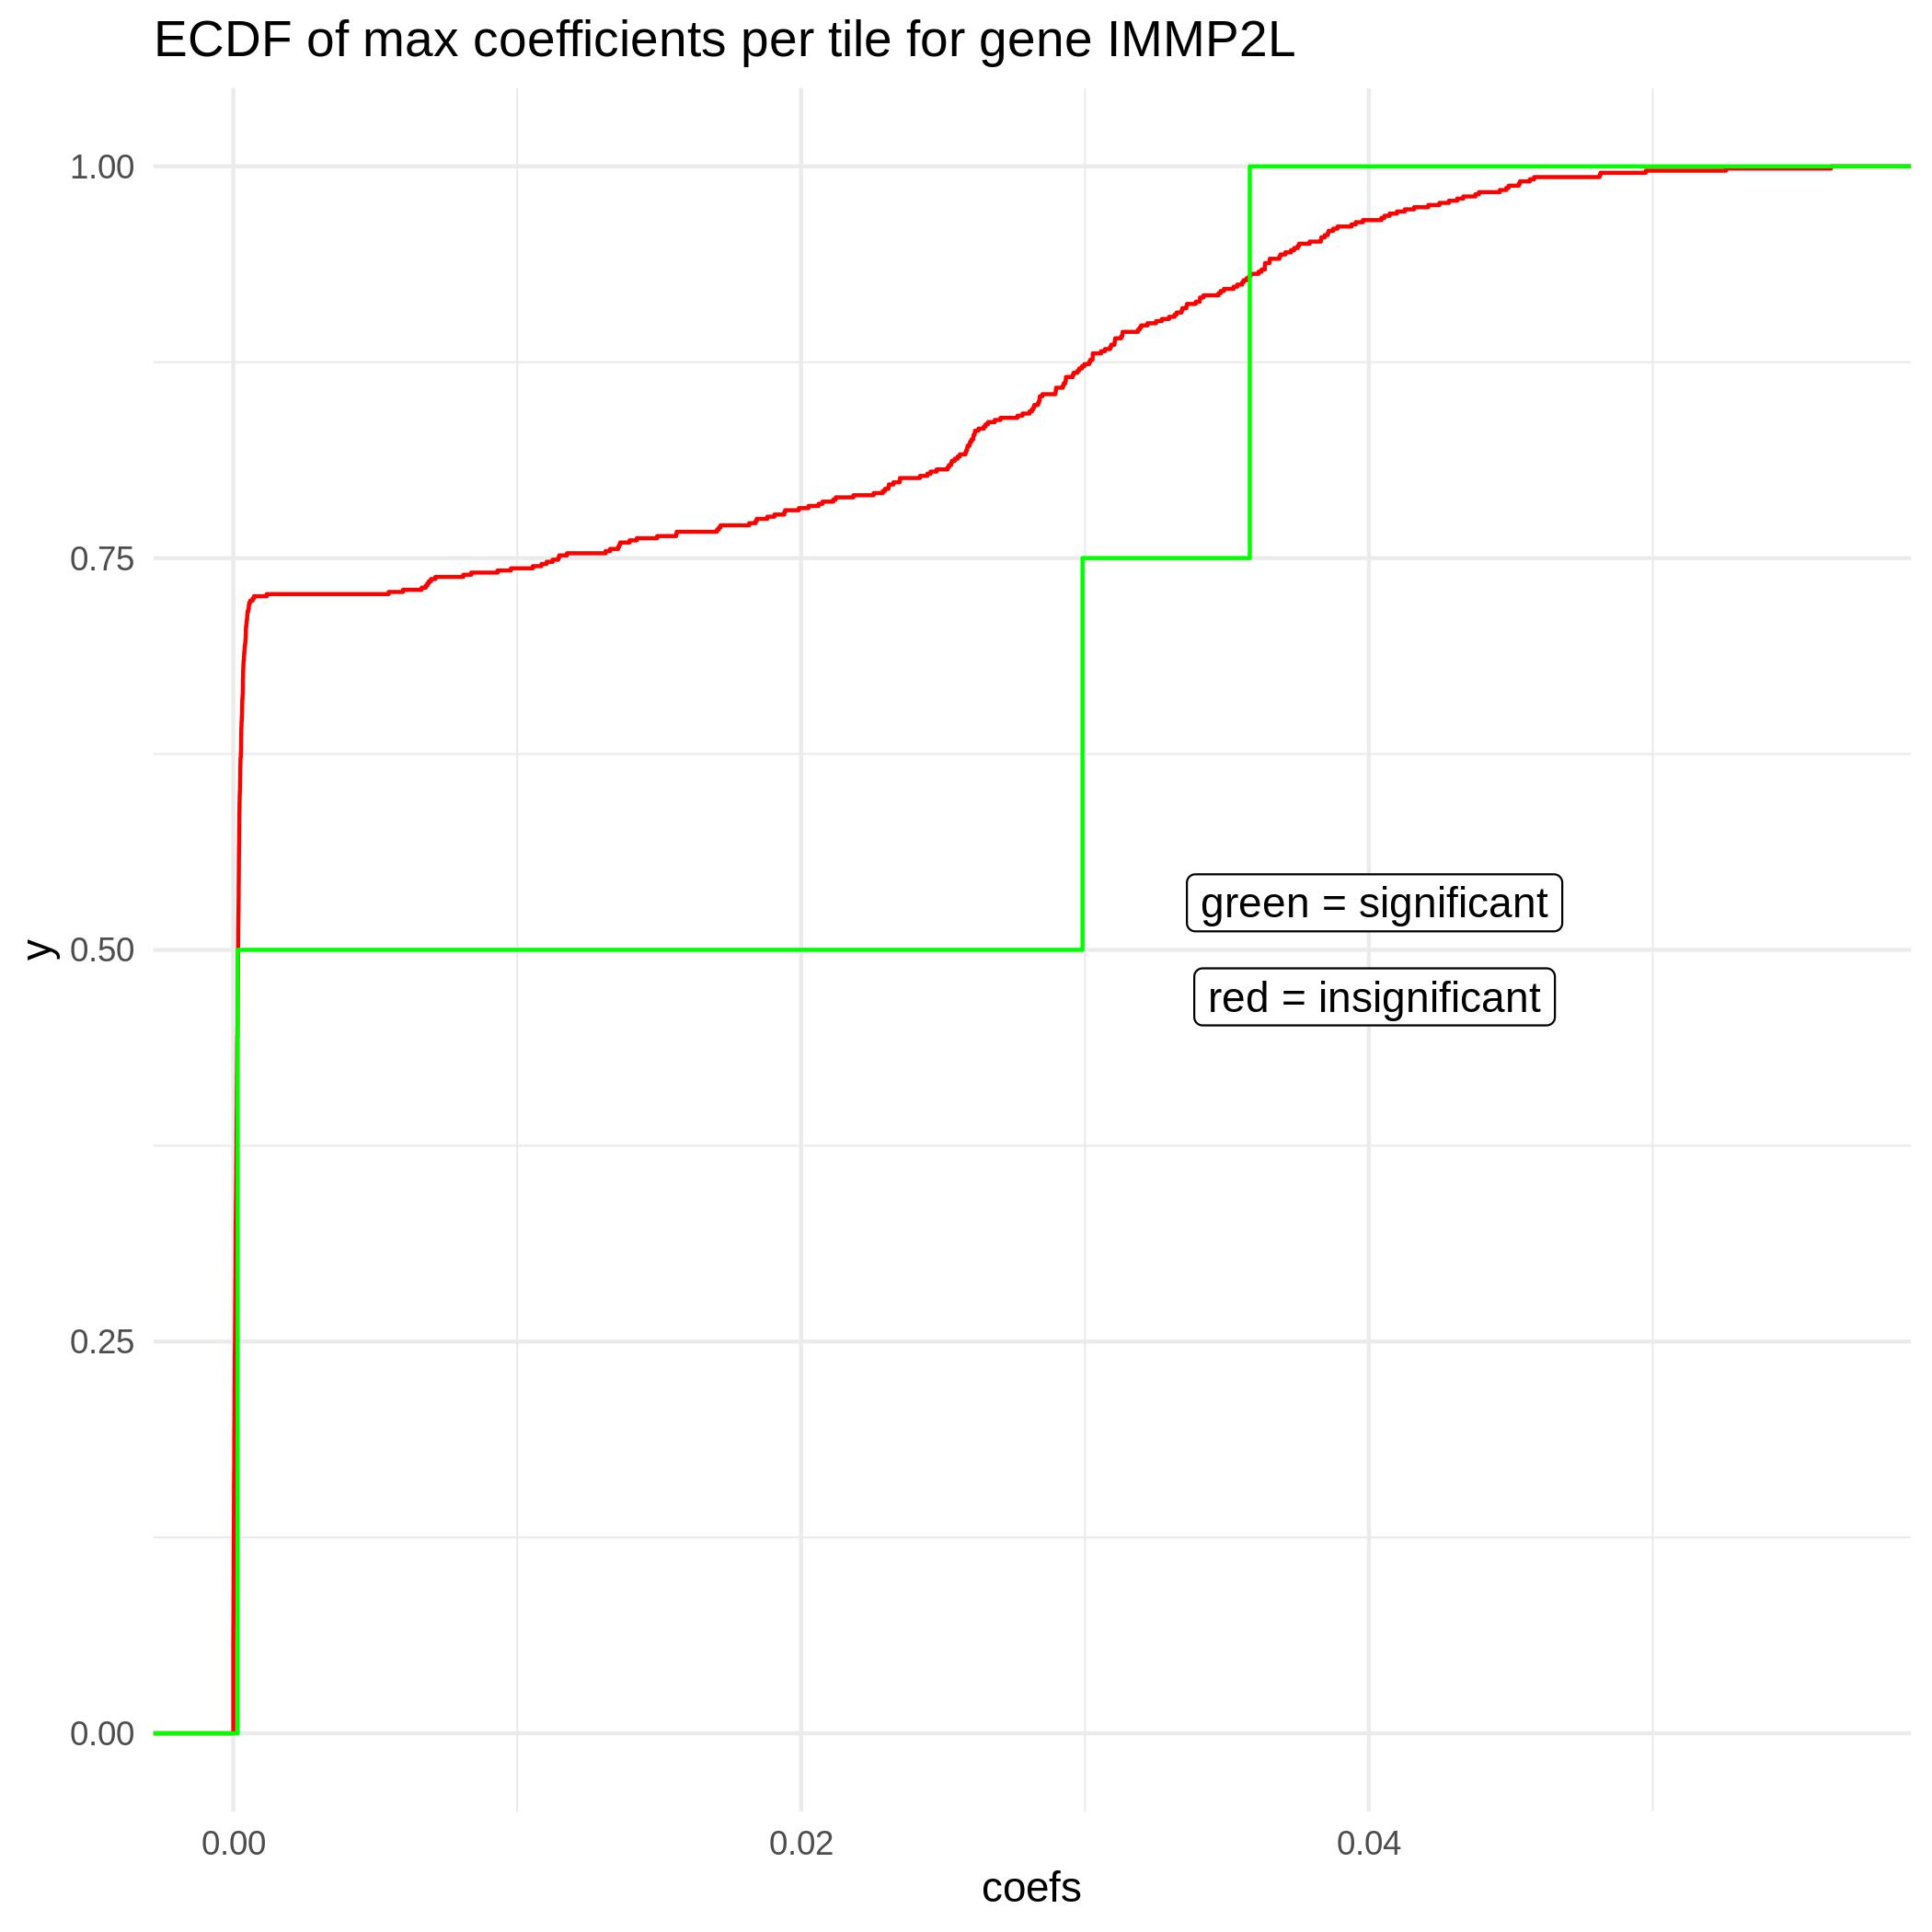 ECDF of max coefficients per tile for gene IMMP2L
1.00
0.75
y
0.50
0.25
0.00
green = significant
red = insignificant
0.00 0.02 0.04
coefs